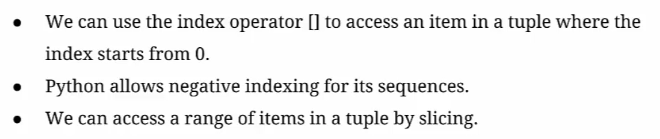 ● We can use the index operator [] to access an item in a tuple where the
index starts from 0.
● Python allows negative indexing for its sequences.
● We can access a range of items in a tuple by slicing.